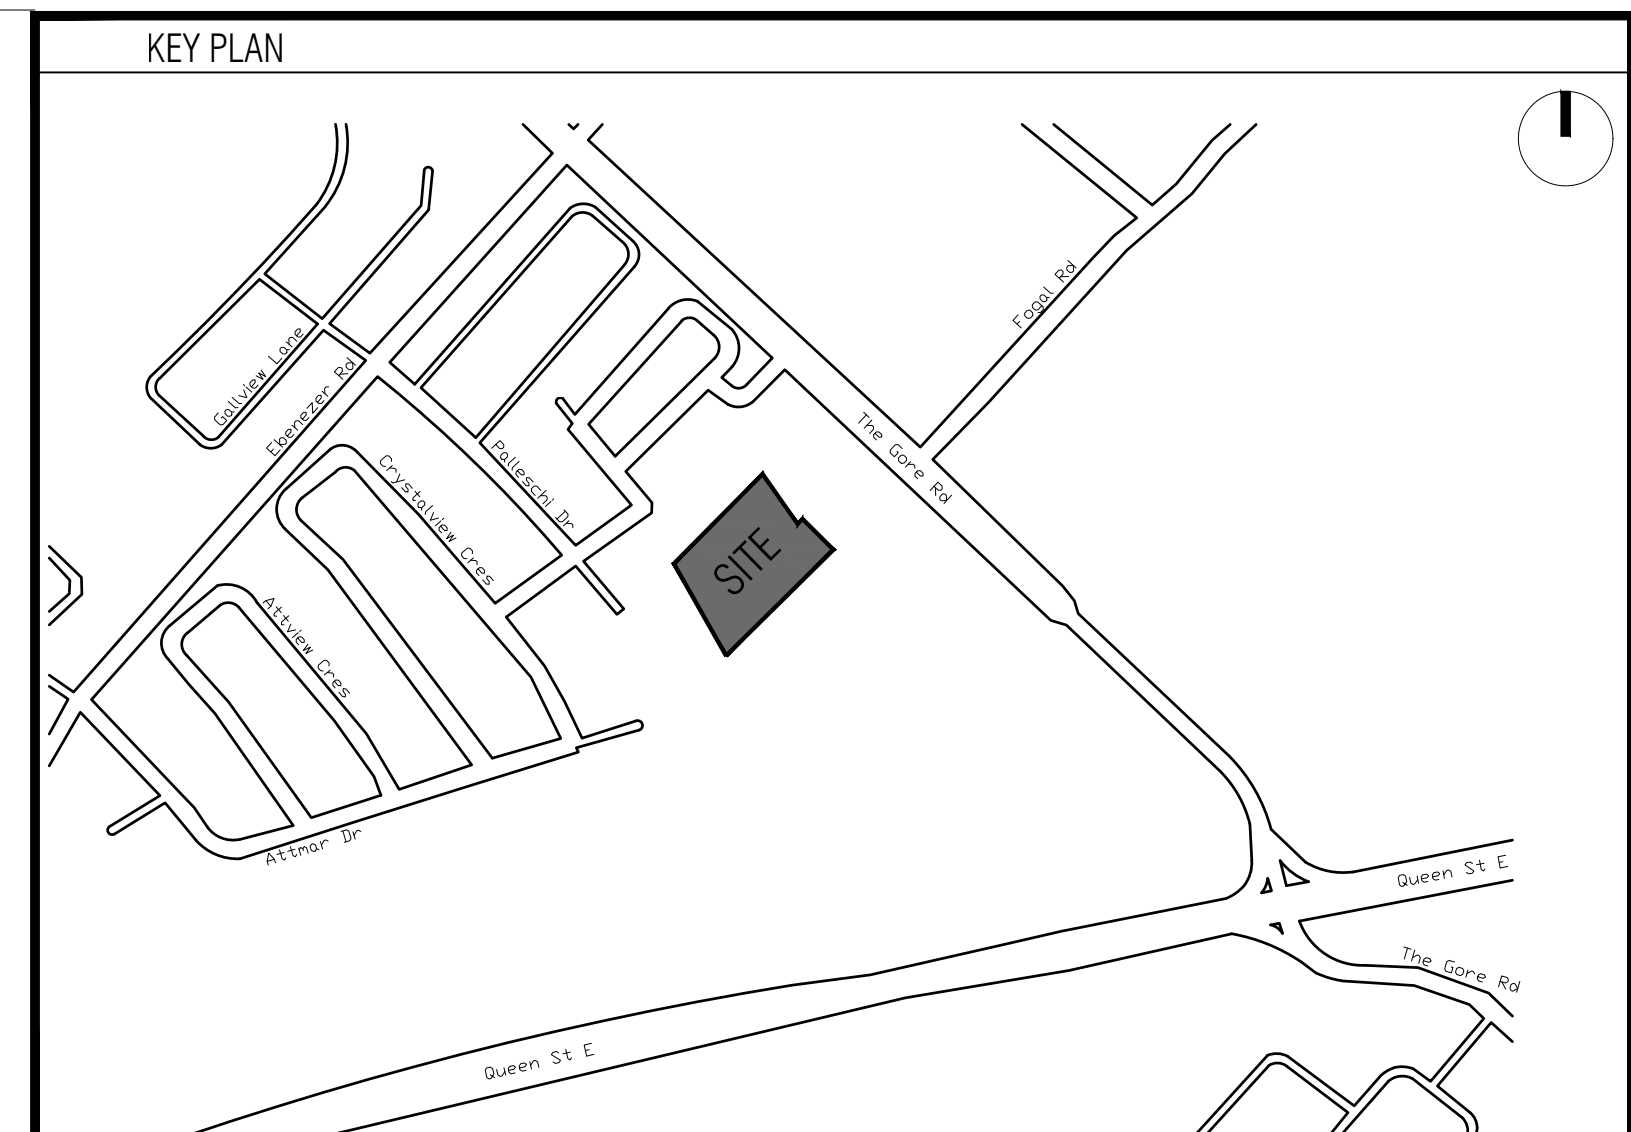 KEY PLAN
Fogal Rd
Gallview Lane
Ebenezer Rd
The Gore Rd
Palleschi Dr
Crystalview Cres
SITE
Attview Cres
Attmar Dr
Queen St E
The Gore Rd
Queen St E